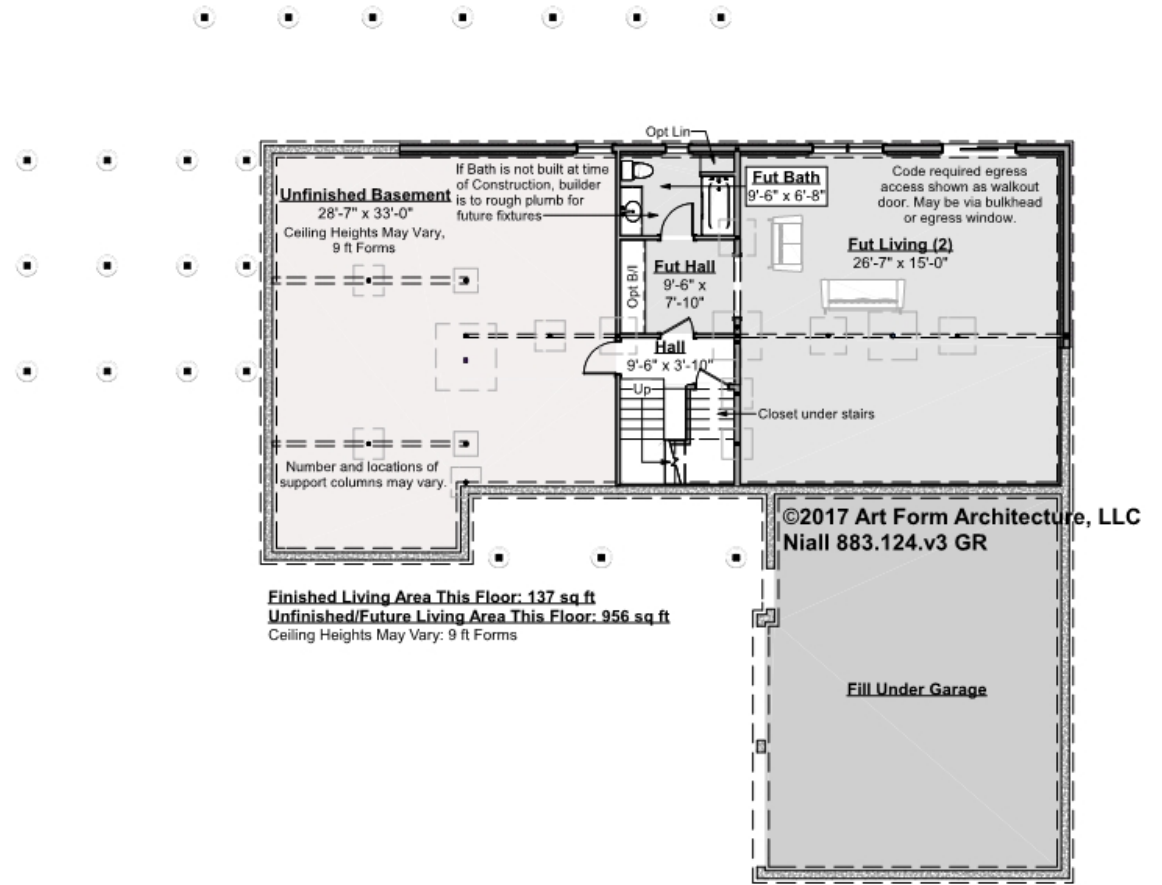 Opt Lin
Unfinished Basement
28'-7" x 33'-0"
Ceiling Heights May Vary,
9 ft Forms
If Bath is not built at time
of Construction, builder
is to rough plumb for
future fixtures
Fut Bath
9'-6" x 6'-8"
Code required egress
access shown as walkout
door. May be via bulkhead
or egress window.
Fut Living (2)
26'-7" x 15'-0"
Opt B/I
Fut Hall
9'-6" x
7'-10"
Hall
9'-6" x 3'-10"
Up
Closet under stairs
Number and locations of
support columns may vary.
©2017 Art Form Architecture, LLC
Niall 883.124.v3 GR
Finished Living Area This Floor: 137 sq ft
Unfinished/Future Living Area This Floor: 956 sq ft
Ceiling Heights May Vary: 9 ft Forms
Fill Under Garage